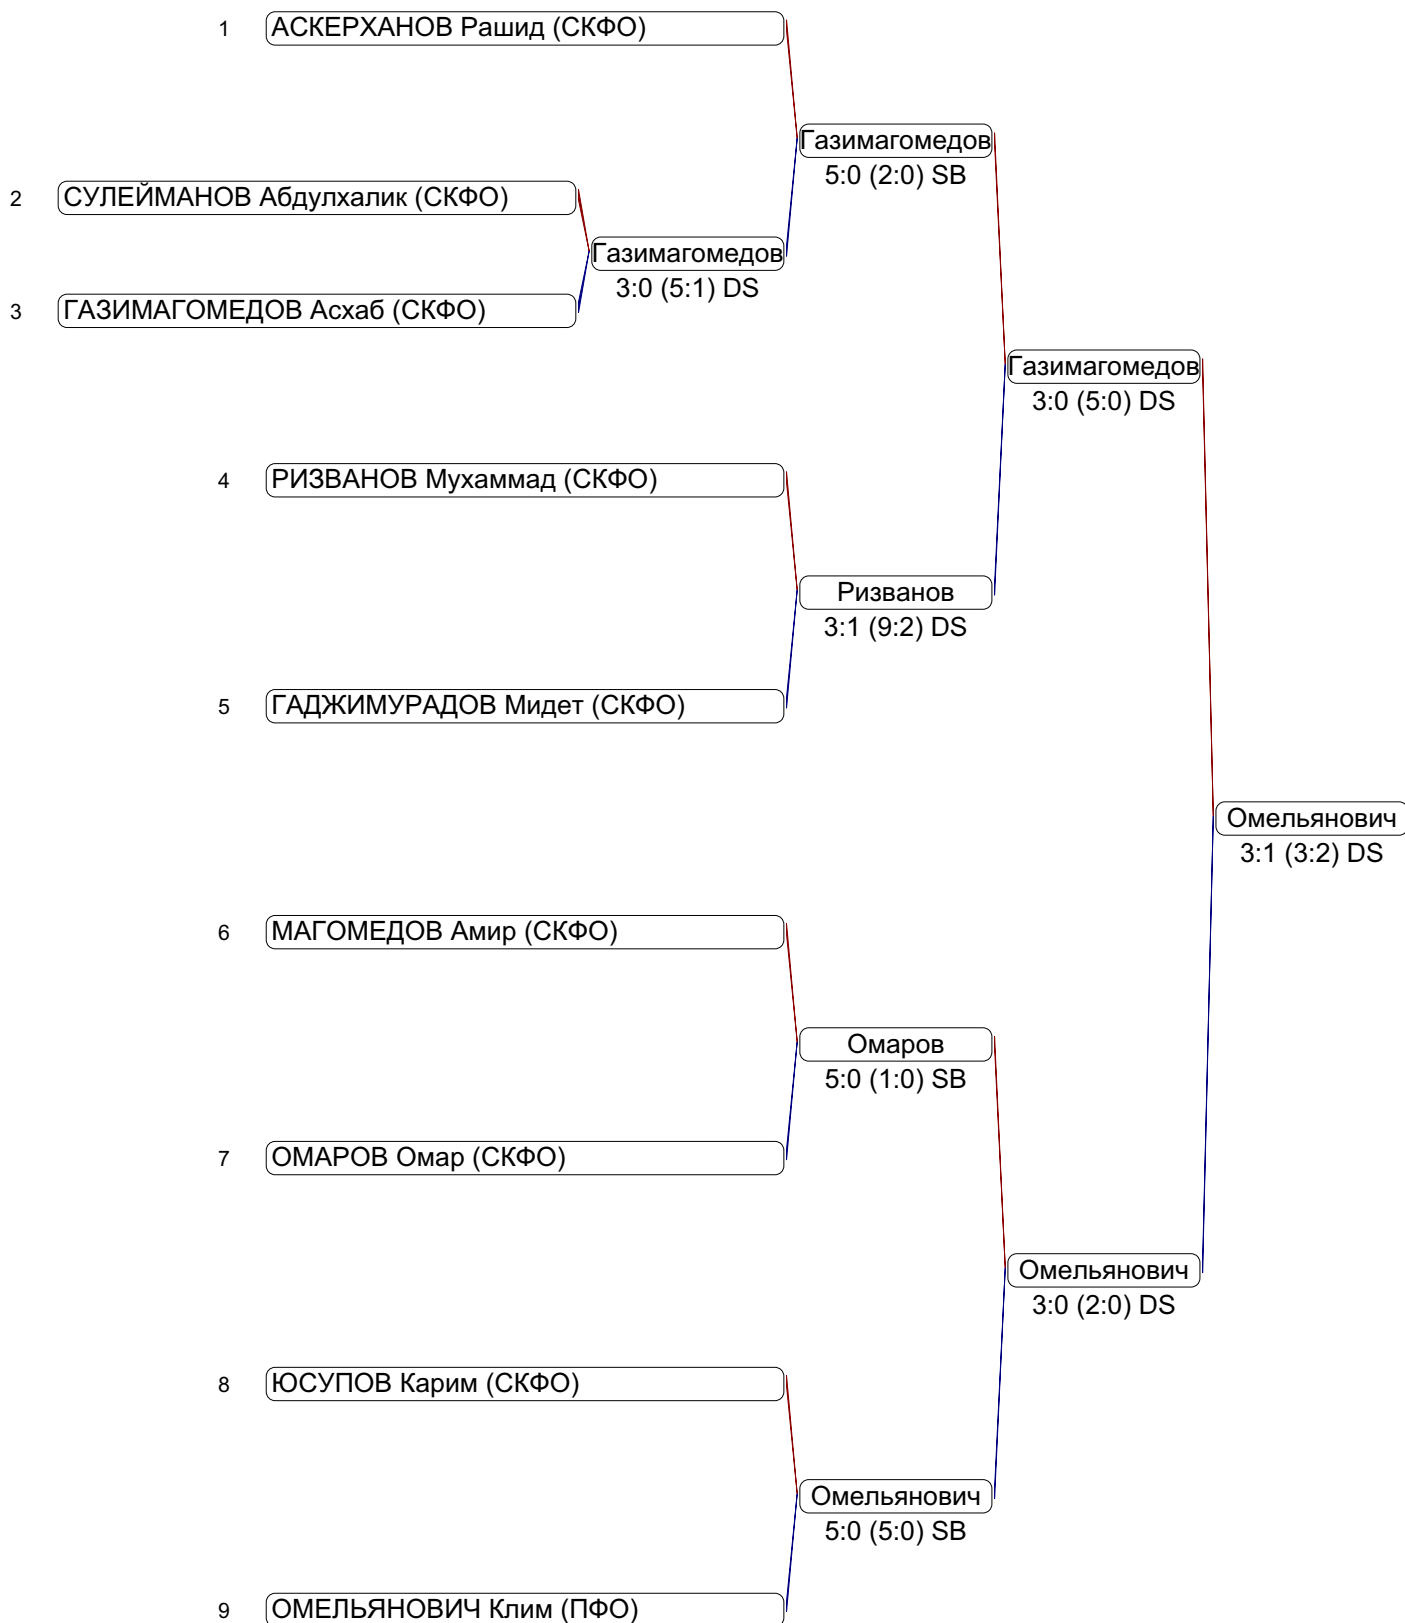 1 АСКЕРХАНОВ Рашид (СКФО)
Газимагомедов
5:0 (2:0) SB
2 СУЛЕЙМАНОВ Абдулхалик (СКФО)
Газимагомедов
3:0 (5:1) DS
3 ГАЗИМАГОМЕДОВ Асхаб (СКФО)
Газимагомедов
3:0 (5:0) DS
4 РИЗВАНОВ Мухаммад (СКФО)
Ризванов
3:1 (9:2) DS
5 ГАДЖИМУРАДОВ Мидет (СКФО)
Омельянович
3:1 (3:2) DS
6 МАГОМЕДОВ Амир (СКФО)
Омаров
5:0 (1:0) SB
7 ОМАРОВ Омар (СКФО)
Омельянович
3:0 (2:0) DS
8 ЮСУПОВ Карим (СКФО)
Омельянович
5:0 (5:0) SB
9 ОМЕЛЬЯНОВИЧ Клим (ПФО)